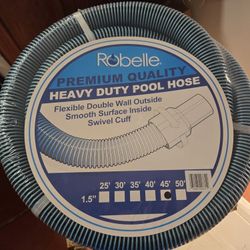 Robelle
PREMIUM QUALITY
HEAVY DUTY POOL HOSE
Flexible Double Wall Outside
Smooth Surface Inside
Swivel Cuff
25' 30' 35' 40' 45' 50'
1.5"